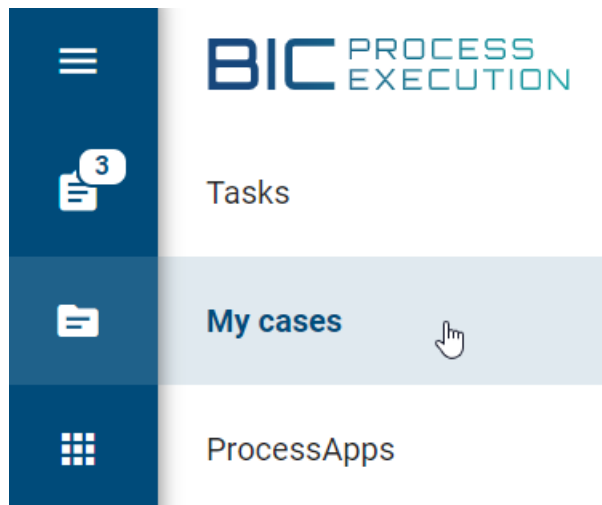 BIC PROCESS
EXECUTION
3
Tasks
My cases
ProcessApps